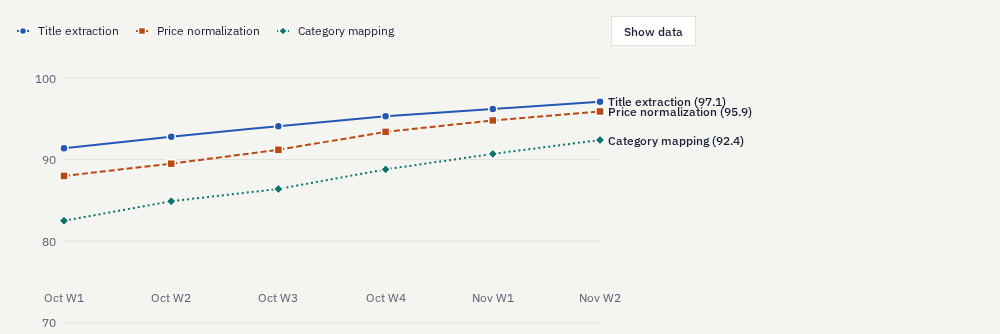 Title extraction
Price normalization
Category mapping
Show data
100
Title extraction (97.1)
Price normalization (95.9)
90
Category mapping (92.4)
80
Oct W1
Oct W2
Oct W3
Oct W4
Nov W1
Nov W2
70